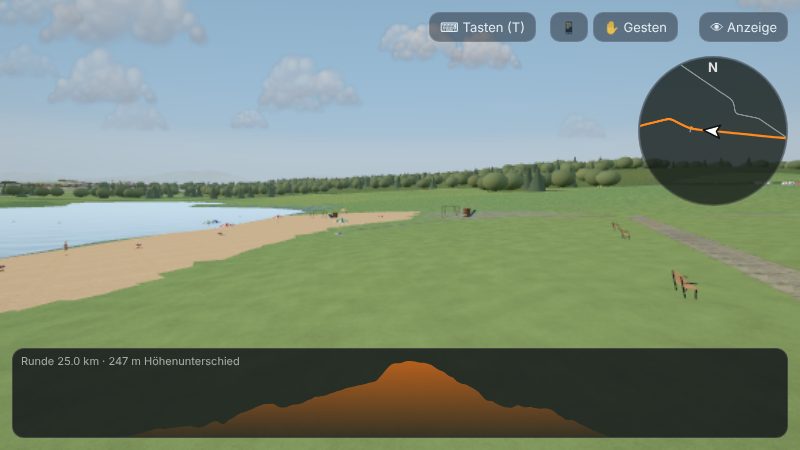 Tasten (T)
Gesten
Anzeige
N
Runde 25.0 km · 247 m Höhenunterschied